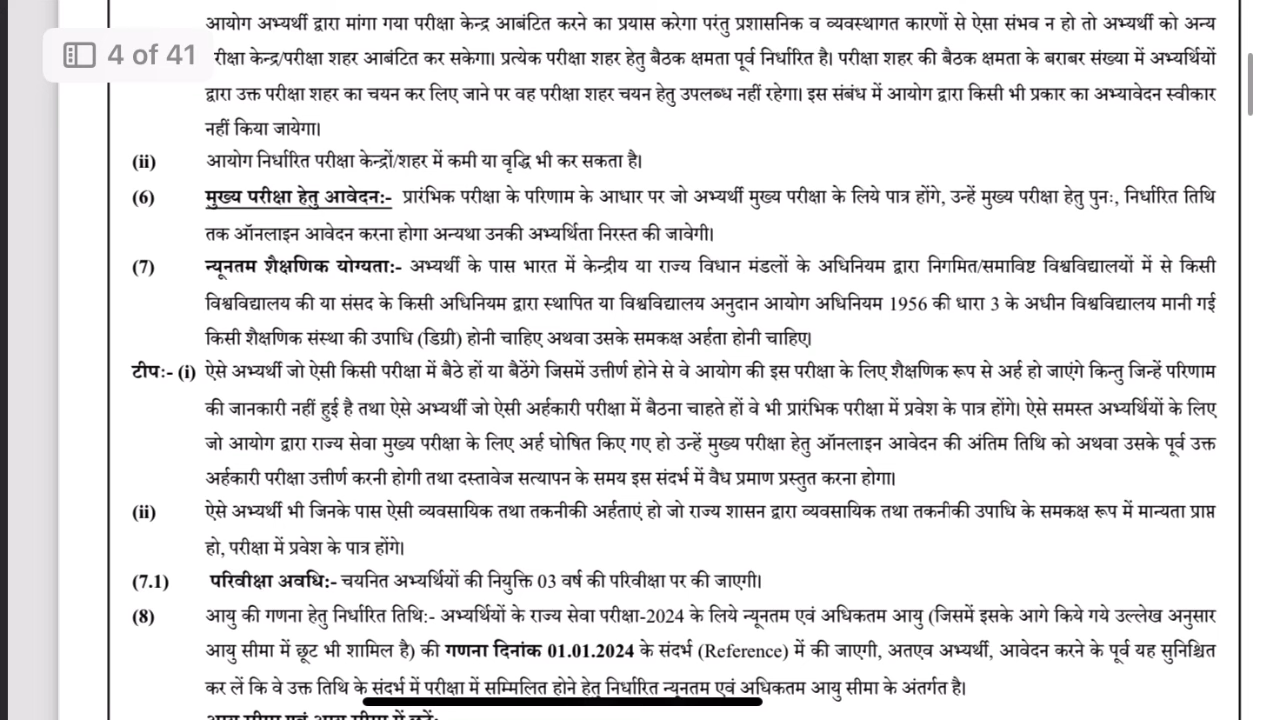 आयोग अभ्यर्थी द्वारा मांगा गया परीक्षा केन्द्र आबंटित करने का प्रयास करेगा परंतु प्रशासनिक व व्यवस्थागत कारणों से ऐसा संभव न हो तो अभ्यर्थी को अन्य
4 of 41 रीक्षा केन्द्र/परीक्षा शहर आबंटित कर सकेगा। प्रत्येक परीक्षा शहर हेतु बैठक क्षमता पूर्व निर्धारित है। परीक्षा शहर की बैठक क्षमता के बराबर संख्या में अभ्यर्थियों
द्वारा उक्त परीक्षा शहर का चयन कर लिए जाने पर वह परीक्षा शहर चयन हेतु उपलब्ध नहीं रहेगा। इस संबंध में आयोग द्वारा किसी भी प्रकार का अभ्यावेदन स्वीकार
नहीं किया जायेगा।
(ii) आयोग निर्धारित परीक्षा केन्द्रों/शहर में कमी या वृद्धि भी कर सकता है।
(6) मुख्य परीक्षा हेतु आवेदन:- प्रारंभिक परीक्षा के परिणाम के आधार पर जो अभ्यर्थी मुख्य परीक्षा के लिये पात्र होंगे, उन्हें मुख्य परीक्षा हेतु पुनः, निर्धारित तिथि
तक ऑनलाइन आवेदन करना होगा अन्यथा उनकी अभ्यर्थिता निरस्त की जावेगी।
(7) न्यूनतम शैक्षणिक योग्यता:- अभ्यर्थी के पास भारत में केन्द्रीय या राज्य विधान मंडलों के अधिनियम द्वारा निगमित/समाविष्ट विश्वविद्यालयों में से किसी
विश्वविद्यालय की या संसद के किसी अधिनियम द्वारा स्थापित या विश्वविद्यालय अनुदान आयोग अधिनियम 1956 की धारा 3 के अधीन विश्वविद्यालय मानी गई
किसी शैक्षणिक संस्था की उपाधि (डिग्री) होनी चाहिए अथवा उसके समकक्ष अर्हता होनी चाहिए।
टीपः- (i) ऐसे अभ्यर्थी जो ऐसी किसी परीक्षा में बैठे हों या बैठेंगे जिसमें उत्तीर्ण होने से वे आयोग की इस परीक्षा के लिए शैक्षणिक रूप से अर्ह हो जाएंगे किन्तु जिन्हें परिणाम
की जानकारी नहीं हुई है तथा ऐसे अभ्यर्थी जो ऐसी अर्हकारी परीक्षा में बैठना चाहते हों वे भी प्रारंभिक परीक्षा में प्रवेश के पात्र होंगे। ऐसे समस्त अभ्यर्थियों के लिए
जो आयोग द्वारा राज्य सेवा मुख्य परीक्षा के लिए अर्ह घोषित किए गए हो उन्हें मुख्य परीक्षा हेतु ऑनलाइन आवेदन की अंतिम तिथि को अथवा उसके पूर्व उक्त
अर्हकारी परीक्षा उत्तीर्ण करनी होगी तथा दस्तावेज सत्यापन के समय इस संदर्भ में वैध प्रमाण प्रस्तुत करना होगा।
(ii) ऐसे अभ्यर्थी भी जिनके पास ऐसी व्यवसायिक तथा तकनीकी अर्हताएं हो जो राज्य शासन द्वारा व्यवसायिक तथा तकनीकी उपाधि के समकक्ष रूप में मान्यता प्राप्त
हो, परीक्षा में प्रवेश के पात्र होंगे।
(7.1) परिवीक्षा अवधि:- चयनित अभ्यर्थियों की नियुक्ति 03 वर्ष की परिवीक्षा पर की जाएगी।
(8) आयु की गणना हेतु निर्धारित तिथि:- अभ्यर्थियों के राज्य सेवा परीक्षा-2024 के लिये न्यूनतम एवं अधिकतम आयु (जिसमें इसके आगे किये गये उल्लेख अनुसार
आयु सीमा में छूट भी शामिल है) की गणना दिनांक 01.01.2024 के संदर्भ (Reference) में की जाएगी, अतएव अभ्यर्थी, आवेदन करने के पूर्व यह सुनिश्चित
कर लें कि वे उक्त तिथि के संदर्भ में परीक्षा में सम्मिलित होने हेतु निर्धारित न्यूनतम एवं अधिकतम आयु सीमा के अंतर्गत है।
आयु सीमा एवं आयु सीमा में छूटें: